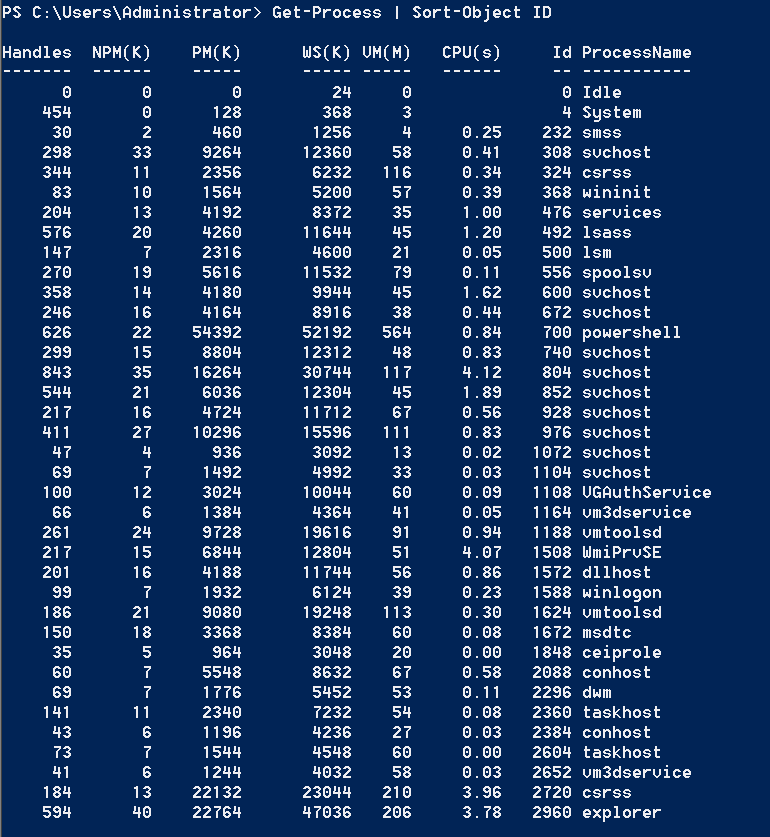 PS C:\Users\Administrator> Get-Process | Sort-Object ID
Handles NPM(K) PM(K) WS(K) VM(M) CPU(s) Id ProcessName
------- ------ ----- ----- ----- ------ -- -----------
0 0 0 24 0 0 Idle
454 0 128 368 3 4 System
30 2 460 1256 4 0.25 232 smss
298 33 9264 12360 58 0.41 308 svchost
344 11 2356 6232 116 0.34 324 csrss
83 10 1564 5200 57 0.39 368 wininit
204 13 4192 8372 35 1.00 476 services
576 20 4260 11644 45 1.20 492 lsass
147 7 2316 4600 21 0.05 500 lsm
270 19 5616 11532 79 0.11 556 spoolsv
358 14 4180 9944 45 1.62 600 svchost
246 16 4164 8916 38 0.44 672 svchost
626 22 54392 52192 564 0.84 700 powershell
299 15 8804 12312 48 0.83 740 svchost
843 35 16264 30744 117 4.12 804 svchost
544 21 6036 12304 45 1.89 852 svchost
217 16 4724 11712 67 0.56 928 svchost
411 27 10296 15596 111 0.83 976 svchost
47 4 936 3092 13 0.02 1072 svchost
69 7 1492 4992 33 0.03 1104 svchost
100 12 3024 10044 60 0.09 1108 VGAuthService
66 6 1384 4364 41 0.05 1164 vm3dservice
261 24 9728 19616 91 0.94 1188 vmtoolsd
217 15 6844 12804 51 4.07 1508 WmiPrvSE
201 16 4188 11744 56 0.86 1572 dllhost
99 7 1932 6124 39 0.23 1588 winlogon
186 21 9080 19248 113 0.30 1624 vmtoolsd
150 18 3368 8384 60 0.08 1672 msdtc
35 5 964 3048 20 0.00 1848 ceiprole
60 7 5548 8632 67 0.58 2088 conhost
69 7 1776 5452 53 0.11 2296 dwm
141 11 2340 7232 54 0.08 2360 taskhost
43 6 1196 4236 27 0.03 2384 conhost
73 7 1544 4548 60 0.00 2604 taskhost
41 6 1244 4032 58 0.03 2652 vm3dservice
184 13 22132 23044 210 3.96 2720 csrss
594 40 22764 47036 206 3.78 2960 explorer